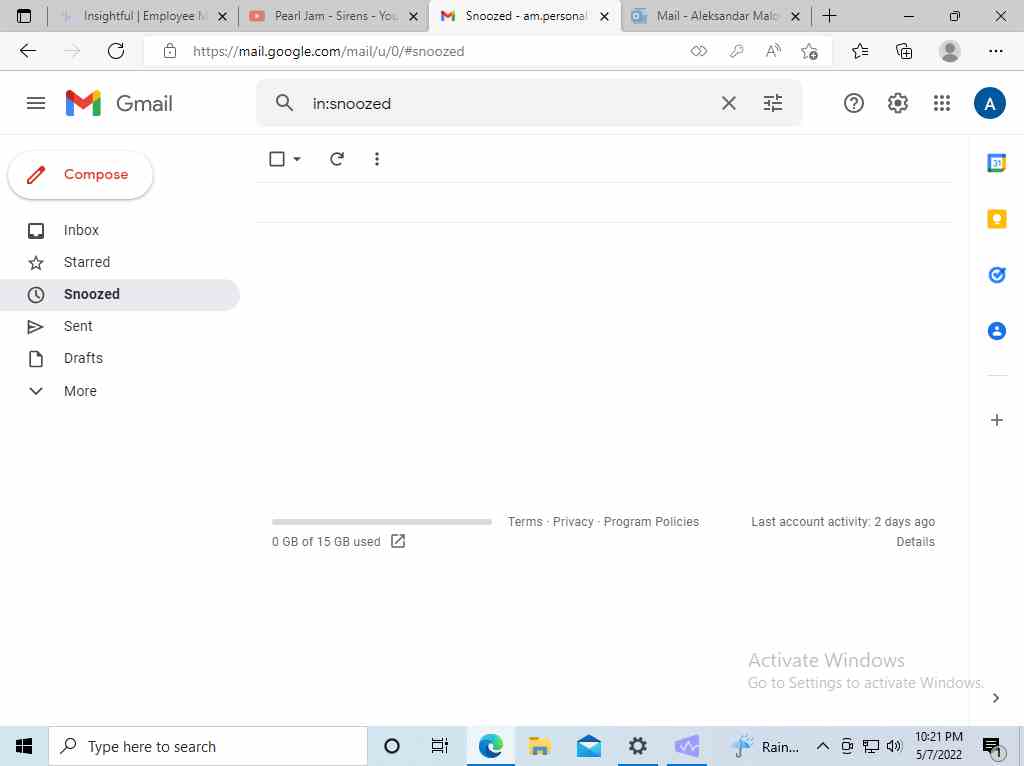 Insightful | Employee M
Pearl Jam - Sirens - You
Snoozed - am.personal
Mail - Aleksandar Malo
https://mail.google.com/mail/u/0/#snoozed
Gmail
in:snoozed
A
Compose
Inbox
Starred
Snoozed
Sent
Drafts
More
31
Terms · Privacy · Program Policies
Last account activity: 2 days ago
0 GB of 15 GB used
Details
Activate Windows
Go to Settings to activate Windows.
Type here to search
Rain...
10:21 PM
5/7/2022
1